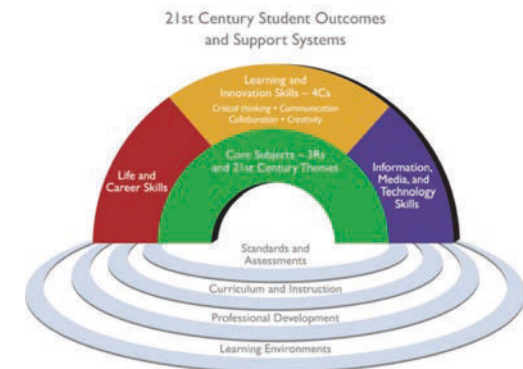 21st Century Student Outcomes
and Support Systems
Learning and
Innovation Skills – 4Cs
Critical thinking • Communication
Collaboration • Creativity
Core Subjects – 3Rs
and 21st Century Themes
Life and
Career Skills
Information,
Media, and
Technology
Skills
Standards and
Assessments
Curriculum and Instruction
Professional Development
Learning Environments